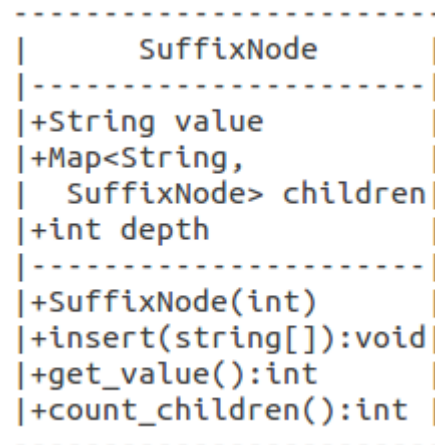 -------------------------
| SuffixNode |
|-----------------------|
|+String value |
|+Map<String, |
| SuffixNode> children|
|+int depth |
|-----------------------|
|+SuffixNode(int) |
|+insert(string[]):void|
|+get_value():int |
|+count_children():int |
-------------------------